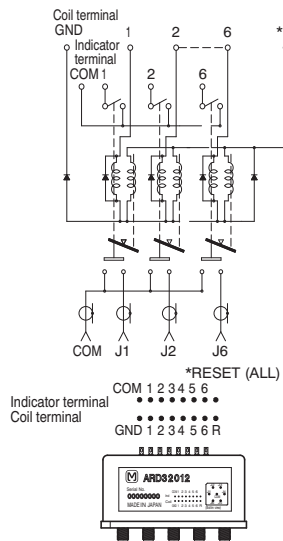 Coil terminal
GND 1 2 6 *
Indicator
terminal
COM 1 2 6
COM J1 J2 J6
*RESET (ALL)
COM 1 2 3 4 5 6
Indicator terminal
Coil terminal
GND 1 2 3 4 5 6 R
M ARD32012
Serial No.
00000000
MADE IN JAPAN